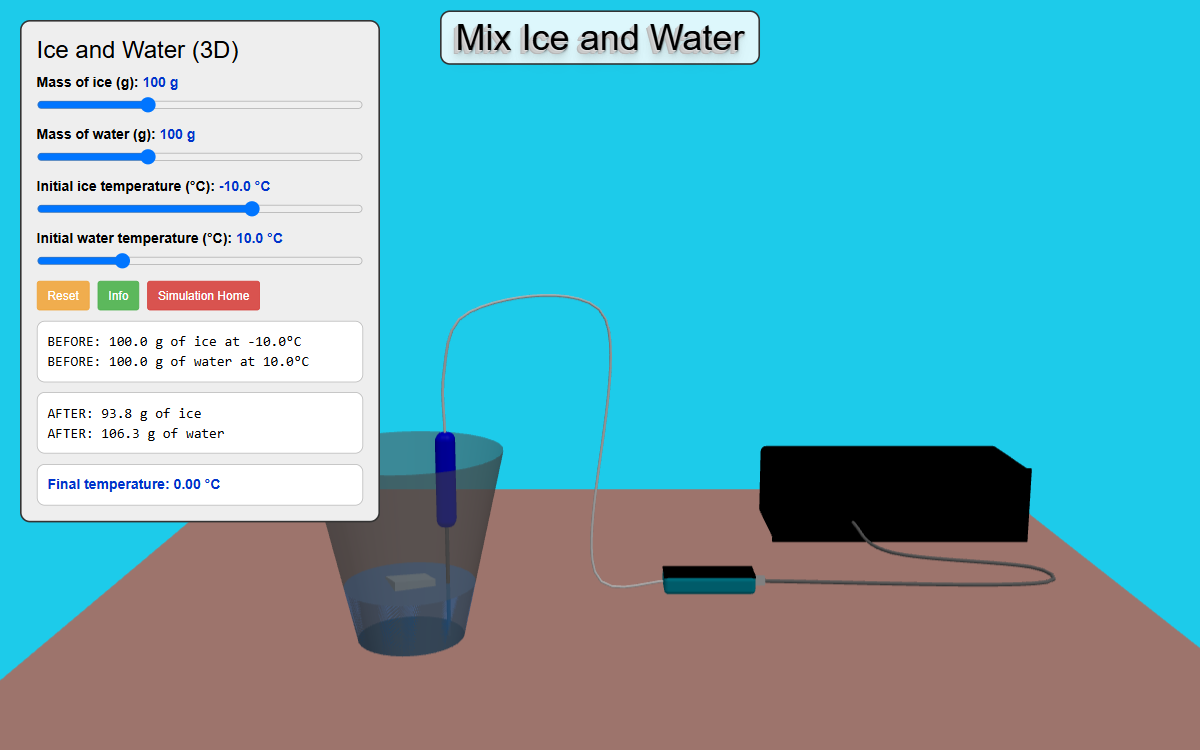 Mix Ice and Water
Ice and Water (3D)
Mass of ice (g): 100 g
Mass of water (g): 100 g
Initial ice temperature (°C): -10.0 °C
Initial water temperature (°C): 10.0 °C
Reset Info Simulation Home
BEFORE: 100.0 g of ice at -10.0°C
BEFORE: 100.0 g of water at 10.0°C
AFTER: 93.8 g of ice
AFTER: 106.3 g of water
Final temperature: 0.00 °C